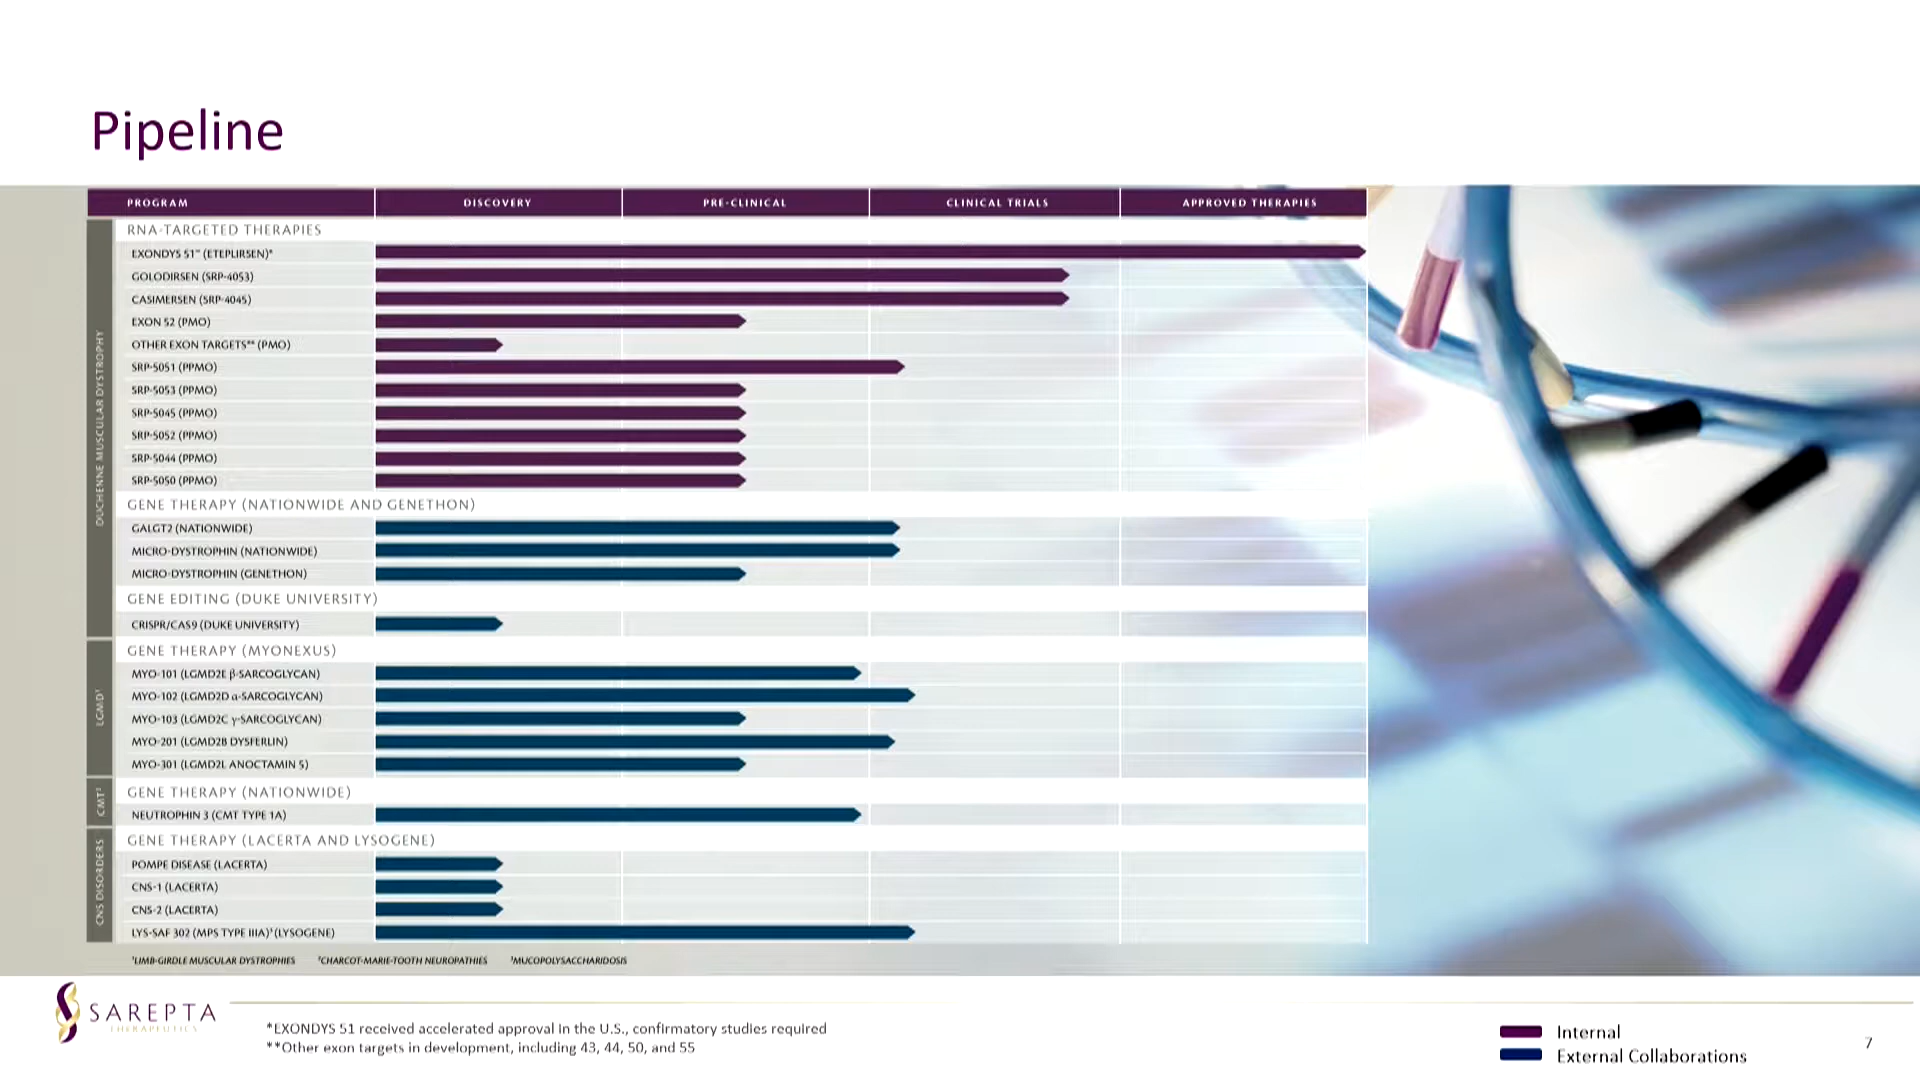 Pipeline
PROGRAM DISCOVERY PRE-CLINICAL CLINICAL TRIALS APPROVED THERAPIES
DUCHENNE MUSCULAR DYSTROPHY
RNA-TARGETED THERAPIES
EXONDYS 51™ (ETEPLIRSEN)*
GOLODIRSEN (SRP-4053)
CASIMERSEN (SRP-4045)
EXON 52 (PMO)
OTHER EXON TARGETS** (PMO)
SRP-5051 (PPMO)
SRP-5053 (PPMO)
SRP-5045 (PPMO)
SRP-5052 (PPMO)
SRP-5044 (PPMO)
SRP-5050 (PPMO)
GENE THERAPY (NATIONWIDE AND GENETHON)
GALGT2 (NATIONWIDE)
MICRO-DYSTROPHIN (NATIONWIDE)
MICRO-DYSTROPHIN (GENETHON)
GENE EDITING (DUKE UNIVERSITY)
CRISPR/CAS9 (DUKE UNIVERSITY)
LGMD¹
GENE THERAPY (MYONEXUS)
MYO-101 (LGMD2E β-SARCOGLYCAN)
MYO-102 (LGMD2D α-SARCOGLYCAN)
MYO-103 (LGMD2C γ-SARCOGLYCAN)
MYO-201 (LGMD2B DYSFERLIN)
MYO-301 (LGMD2L ANOCTAMIN 5)
CMT²
GENE THERAPY (NATIONWIDE)
NEUTROPHIN 3 (CMT TYPE 1A)
CNS DISORDERS
GENE THERAPY (LACERTA AND LYSOGENE)
POMPE DISEASE (LACERTA)
CNS-1 (LACERTA)
CNS-2 (LACERTA)
LYS-SAF 302 (MPS TYPE IIIA)³ (LYSOGENE)
¹LIMB-GIRDLE MUSCULAR DYSTROPHIES ²CHARCOT-MARIE-TOOTH NEUROPATHIES ³MUCOPOLYSACCHARIDOSIS
SAREPTA
THERAPEUTICS
*EXONDYS 51 received accelerated approval in the U.S., confirmatory studies required
**Other exon targets in development, including 43, 44, 50, and 55
Internal
External Collaborations
7